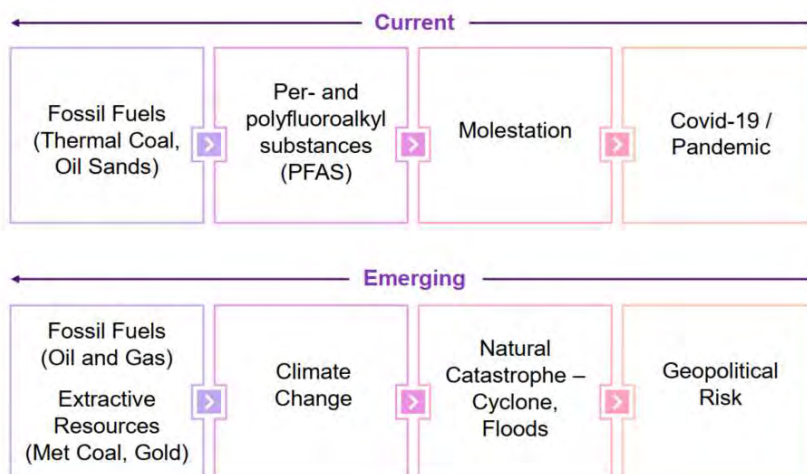 Current
Fossil Fuels
(Thermal Coal,
Oil Sands)
Per- and
polyfluoroalkyl
substances
(PFAS)
Molestation
Covid-19 /
Pandemic
Emerging
Fossil Fuels
(Oil and Gas)
Extractive
Resources
(Met Coal, Gold)
Climate
Change
Natural
Catastrophe –
Cyclone,
Floods
Geopolitical
Risk